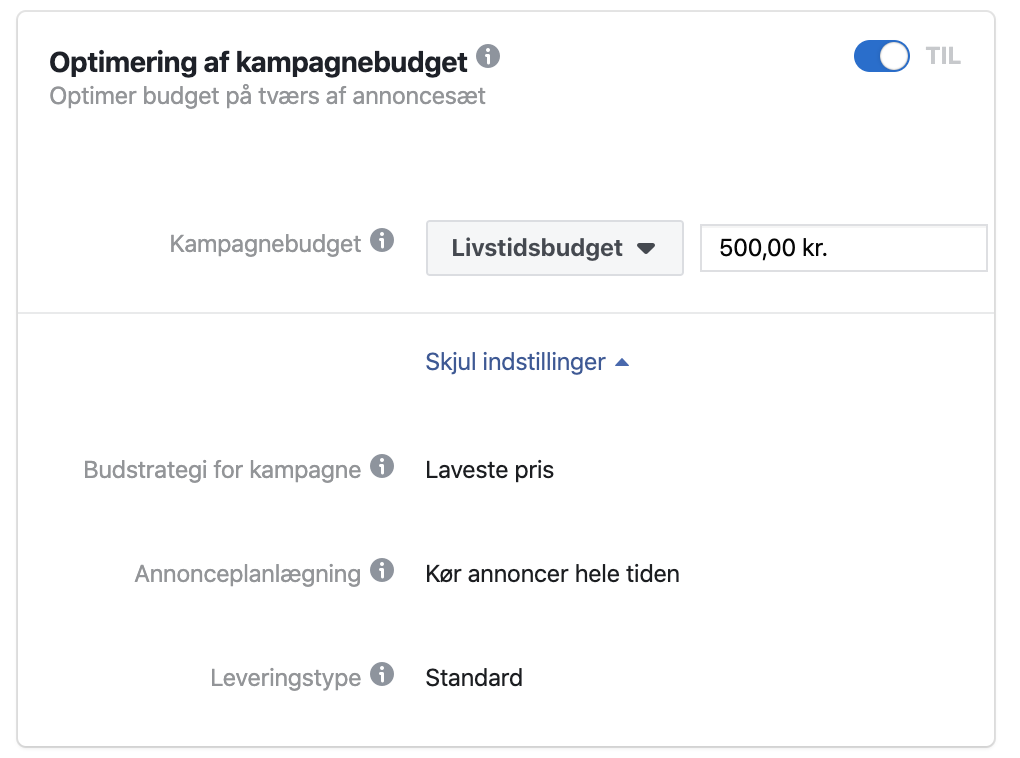 Optimering af kampagnebudget
TIL
Optimer budget på tværs af annoncesæt
Kampagnebudget Livstidsbudget 500,00 kr.
Skjul indstillinger
Budstrategi for kampagne Laveste pris
Annonceplanlægning Kør annoncer hele tiden
Leveringstype Standard